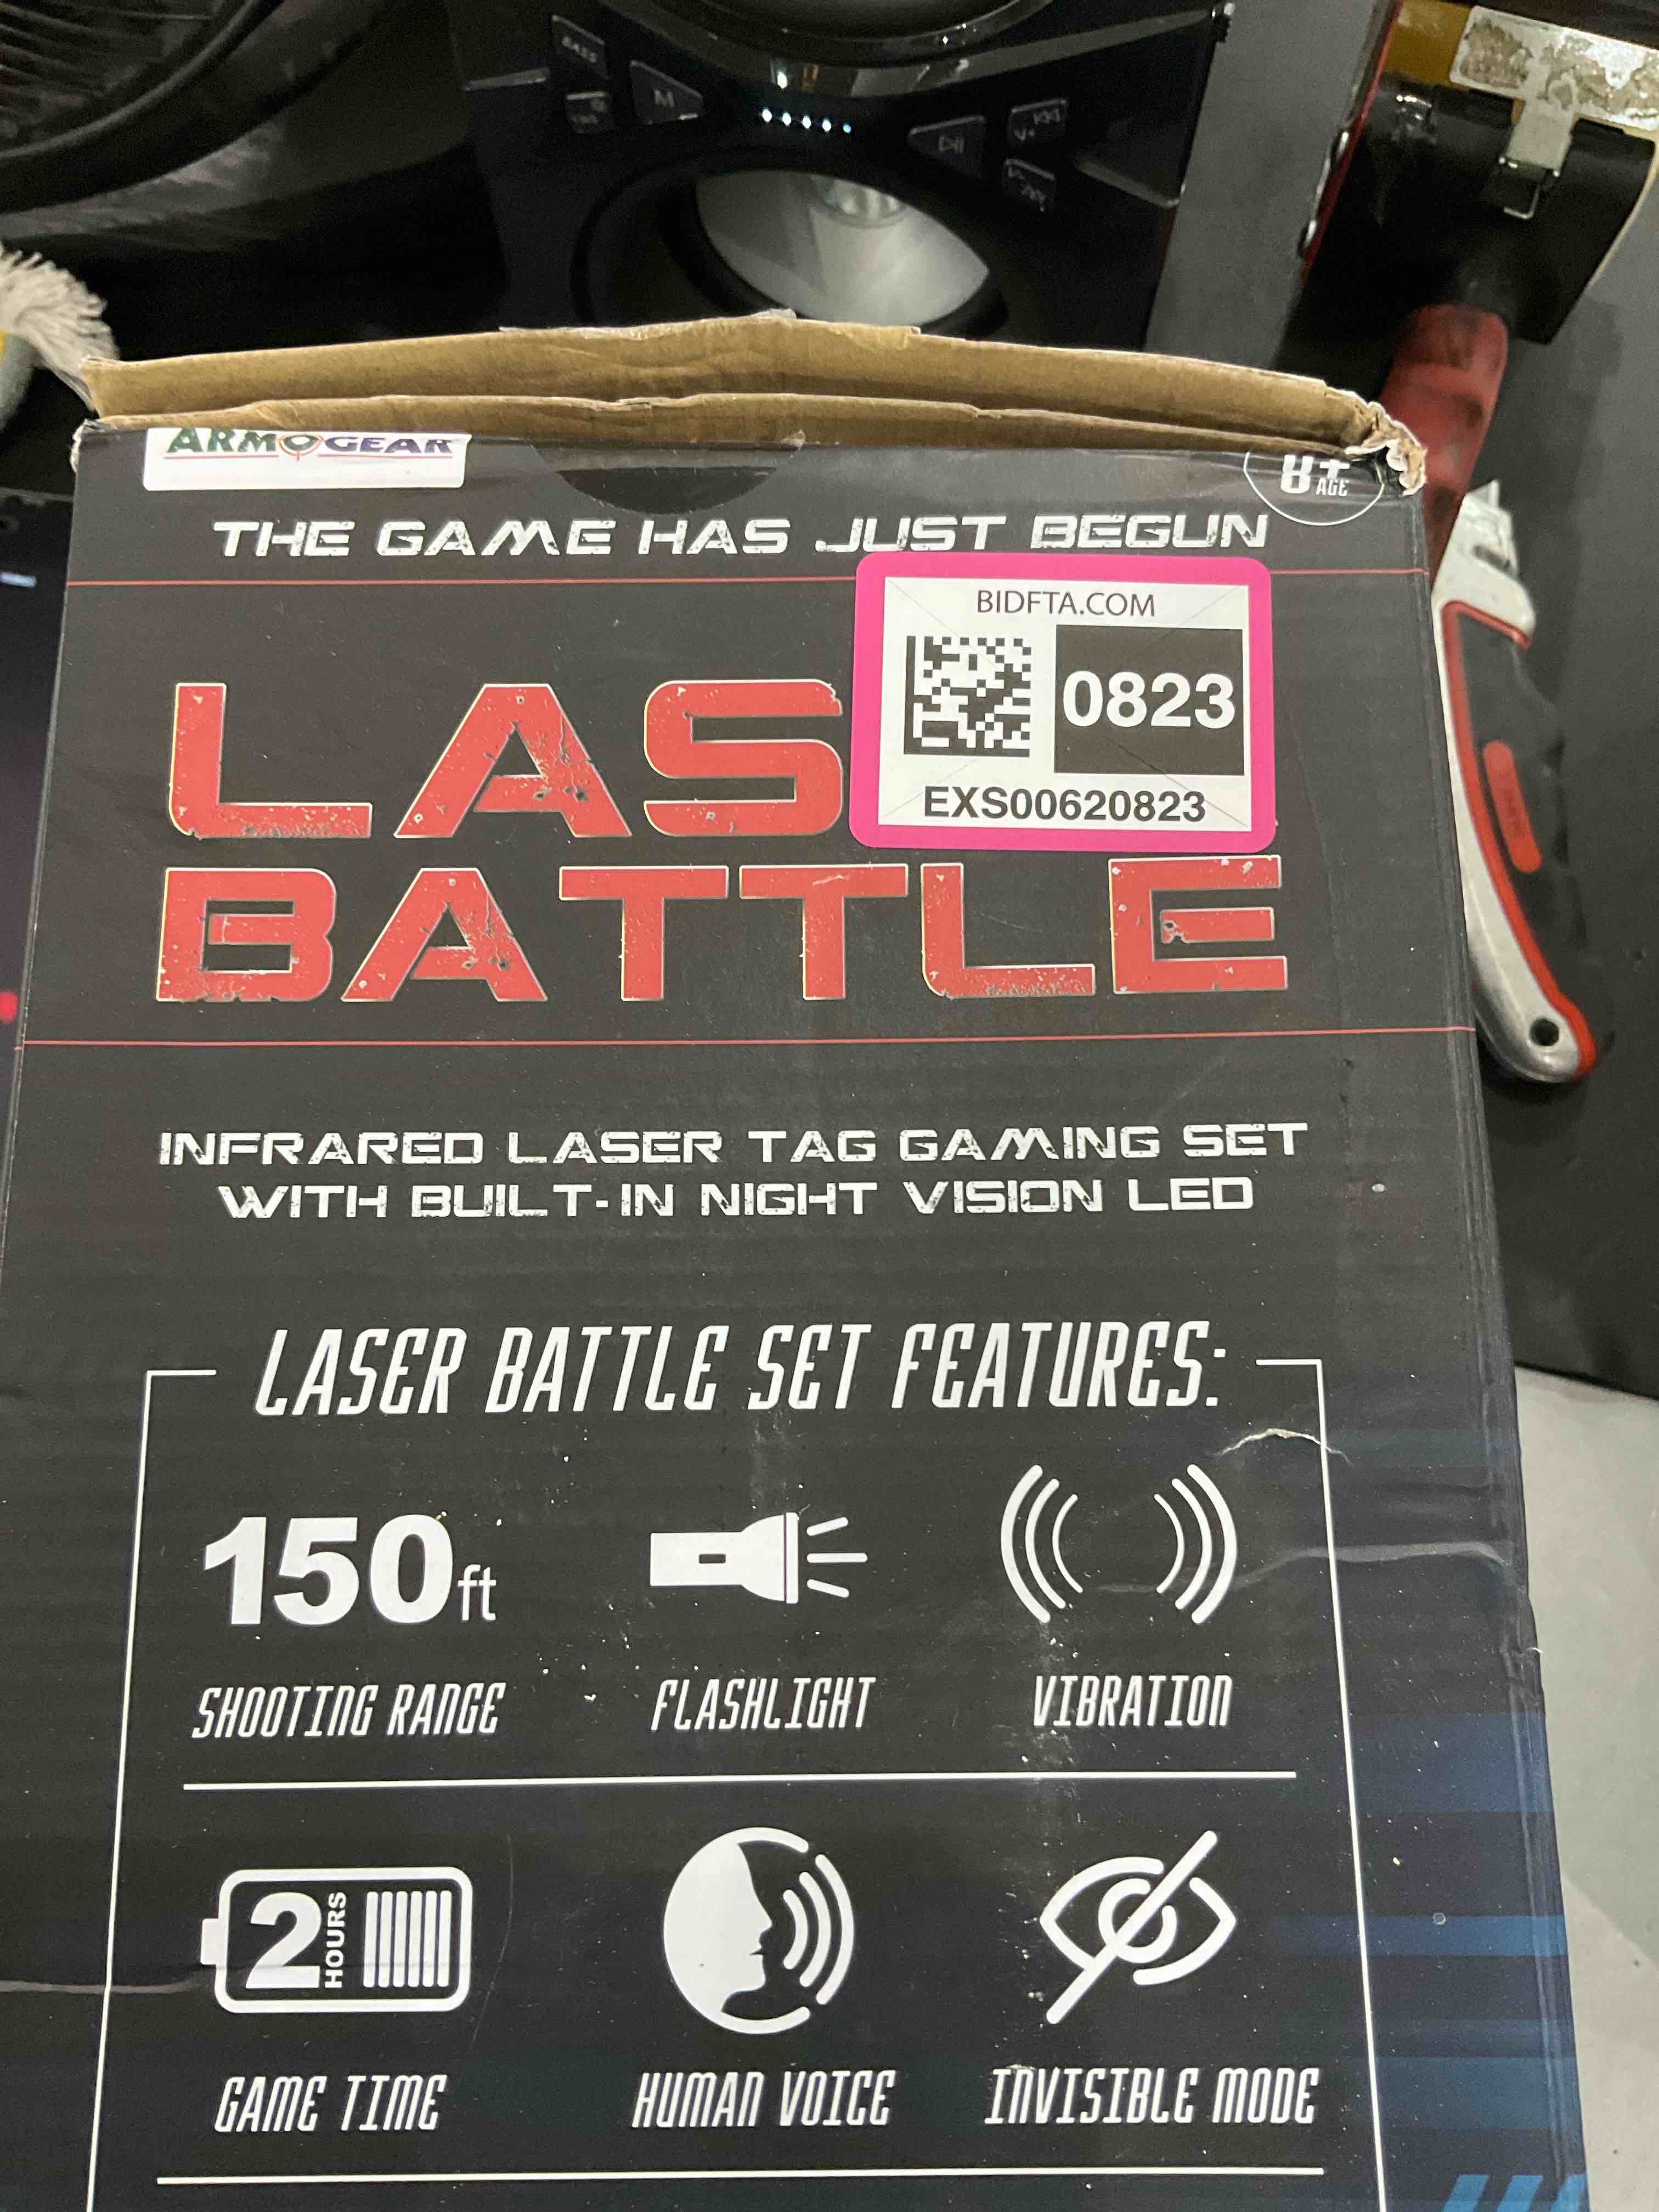 BASS
M
ARMOGEAR
8+
AGE
THE GAME HAS JUST BEGUN
BIDFTA.COM
0823
EXS00620823
LAS
BATTLE
INFRARED LASER TAG GAMING SET
WITH BUILT-IN NIGHT VISION LED
LASER BATTLE SET FEATURES:
150ft
SHOOTING RANGE
FLASHLIGHT
VIBRATION
2 HOURS
GAME TIME
HUMAN VOICE
INVISIBLE MODE